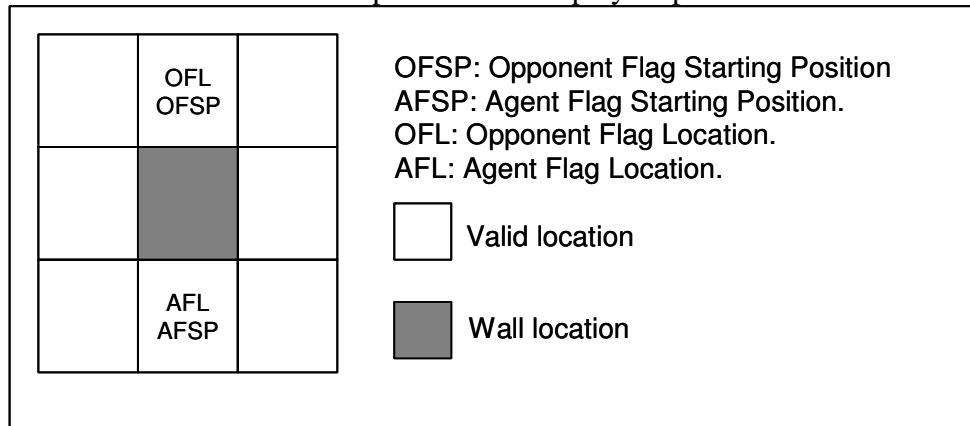 OFL
OFSP
AFL
AFSP
OFSP: Opponent Flag Starting Position
AFSP: Agent Flag Starting Position.
OFL: Opponent Flag Location.
AFL: Agent Flag Location.
Valid location
Wall location